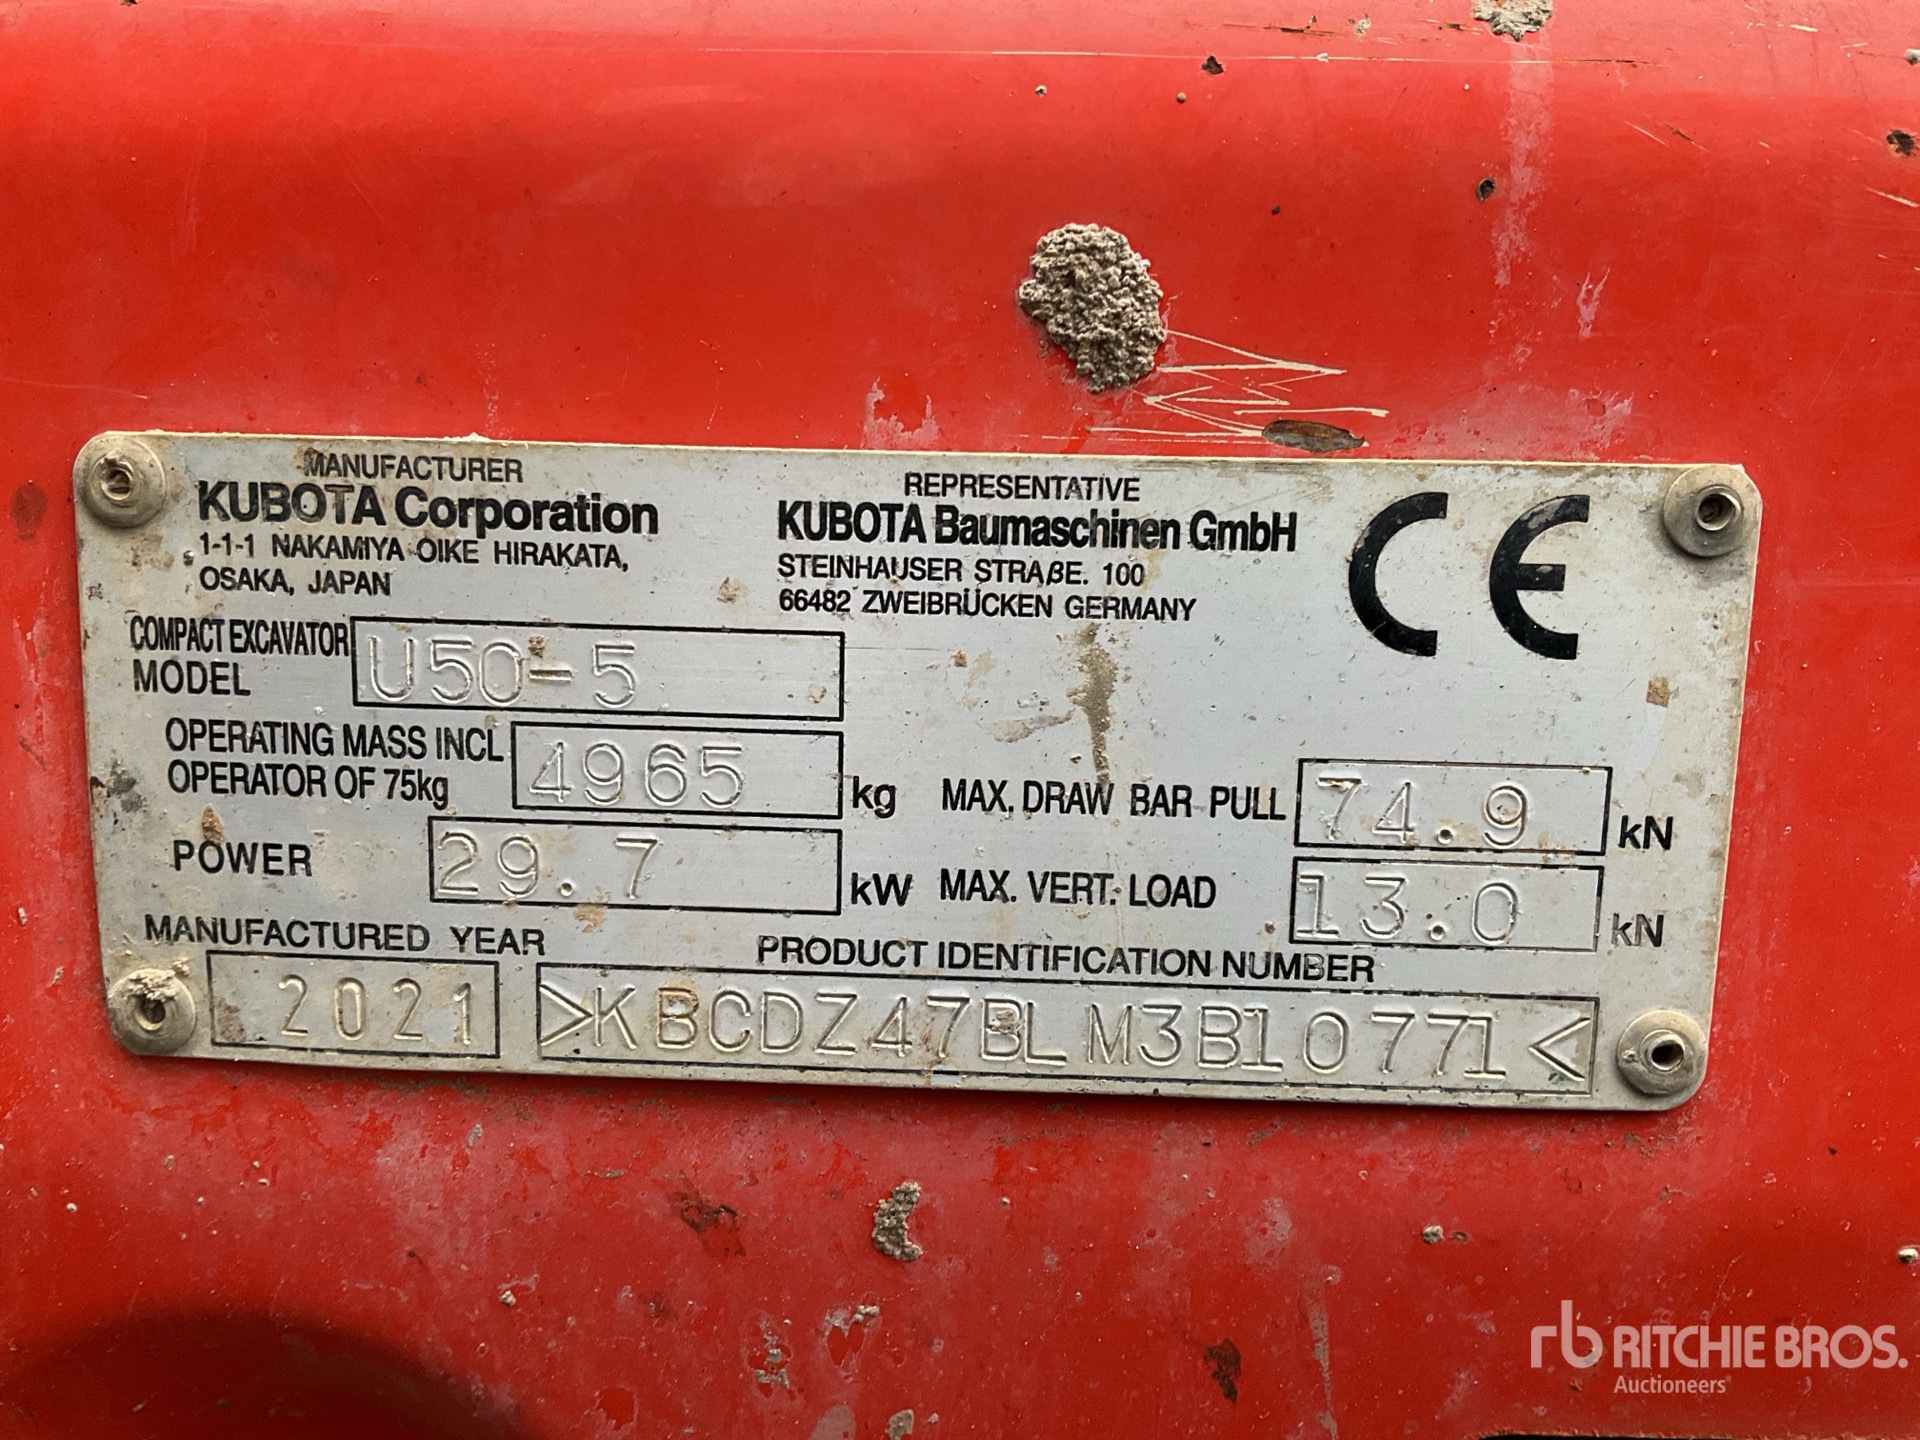 MANUFACTURER
KUBOTA Corporation
1-1-1 NAKAMIYA OIKE HIRAKATA,
OSAKA, JAPAN
REPRESENTATIVE
KUBOTA Baumaschinen GmbH
STEINHAUSER STRAßE. 100
66482 ZWEIBRÜCKEN GERMANY
CE
COMPACT EXCAVATOR
MODEL
U50-5
OPERATING MASS INCL
OPERATOR OF 75kg
4965 kg
MAX. DRAW BAR PULL 74.9 kN
POWER 29.7 kW
MAX. VERT. LOAD 13.0 kN
MANUFACTURED YEAR
2021
PRODUCT IDENTIFICATION NUMBER
>KBCDZ47BLM3B10771<
rb RITCHIE BROS.
Auctioneers